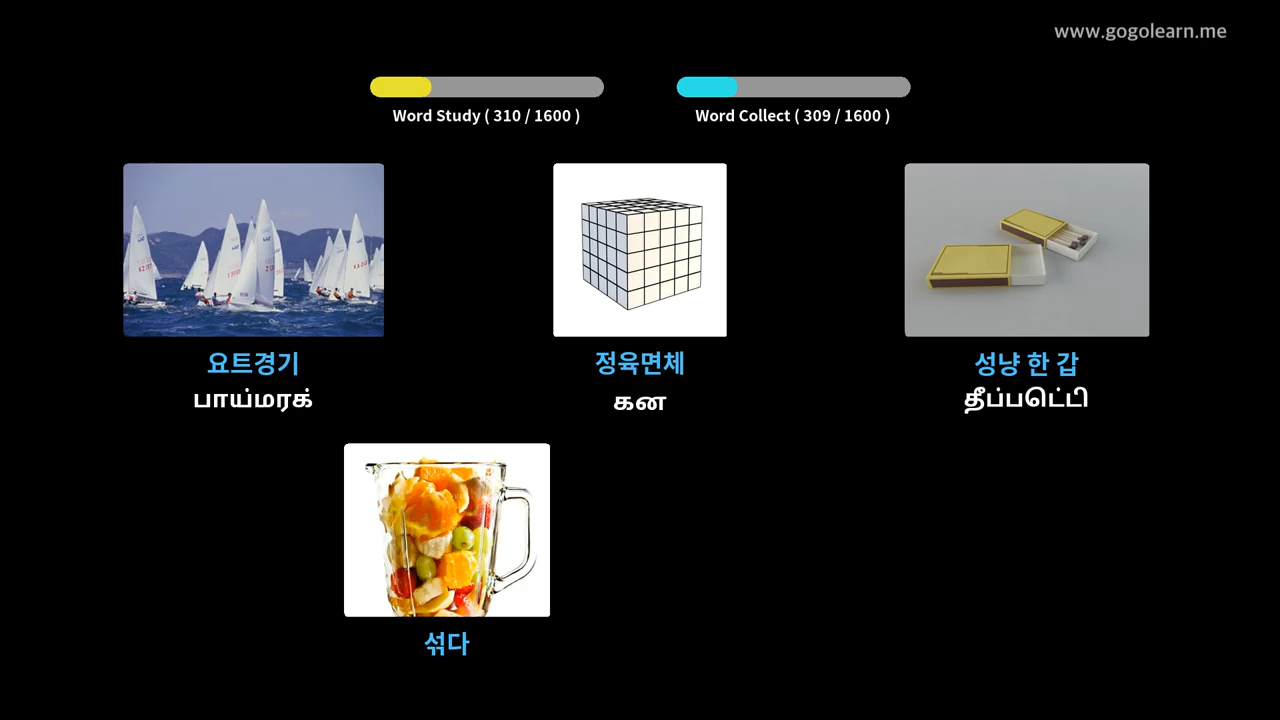 www.gogolearn.me
Word Study ( 310 / 1600 )
Word Collect ( 309 / 1600 )
요트경기
பாய்மரக்
정육면체
கன
성냥 한 갑
தீப்பெட்டி
섞다